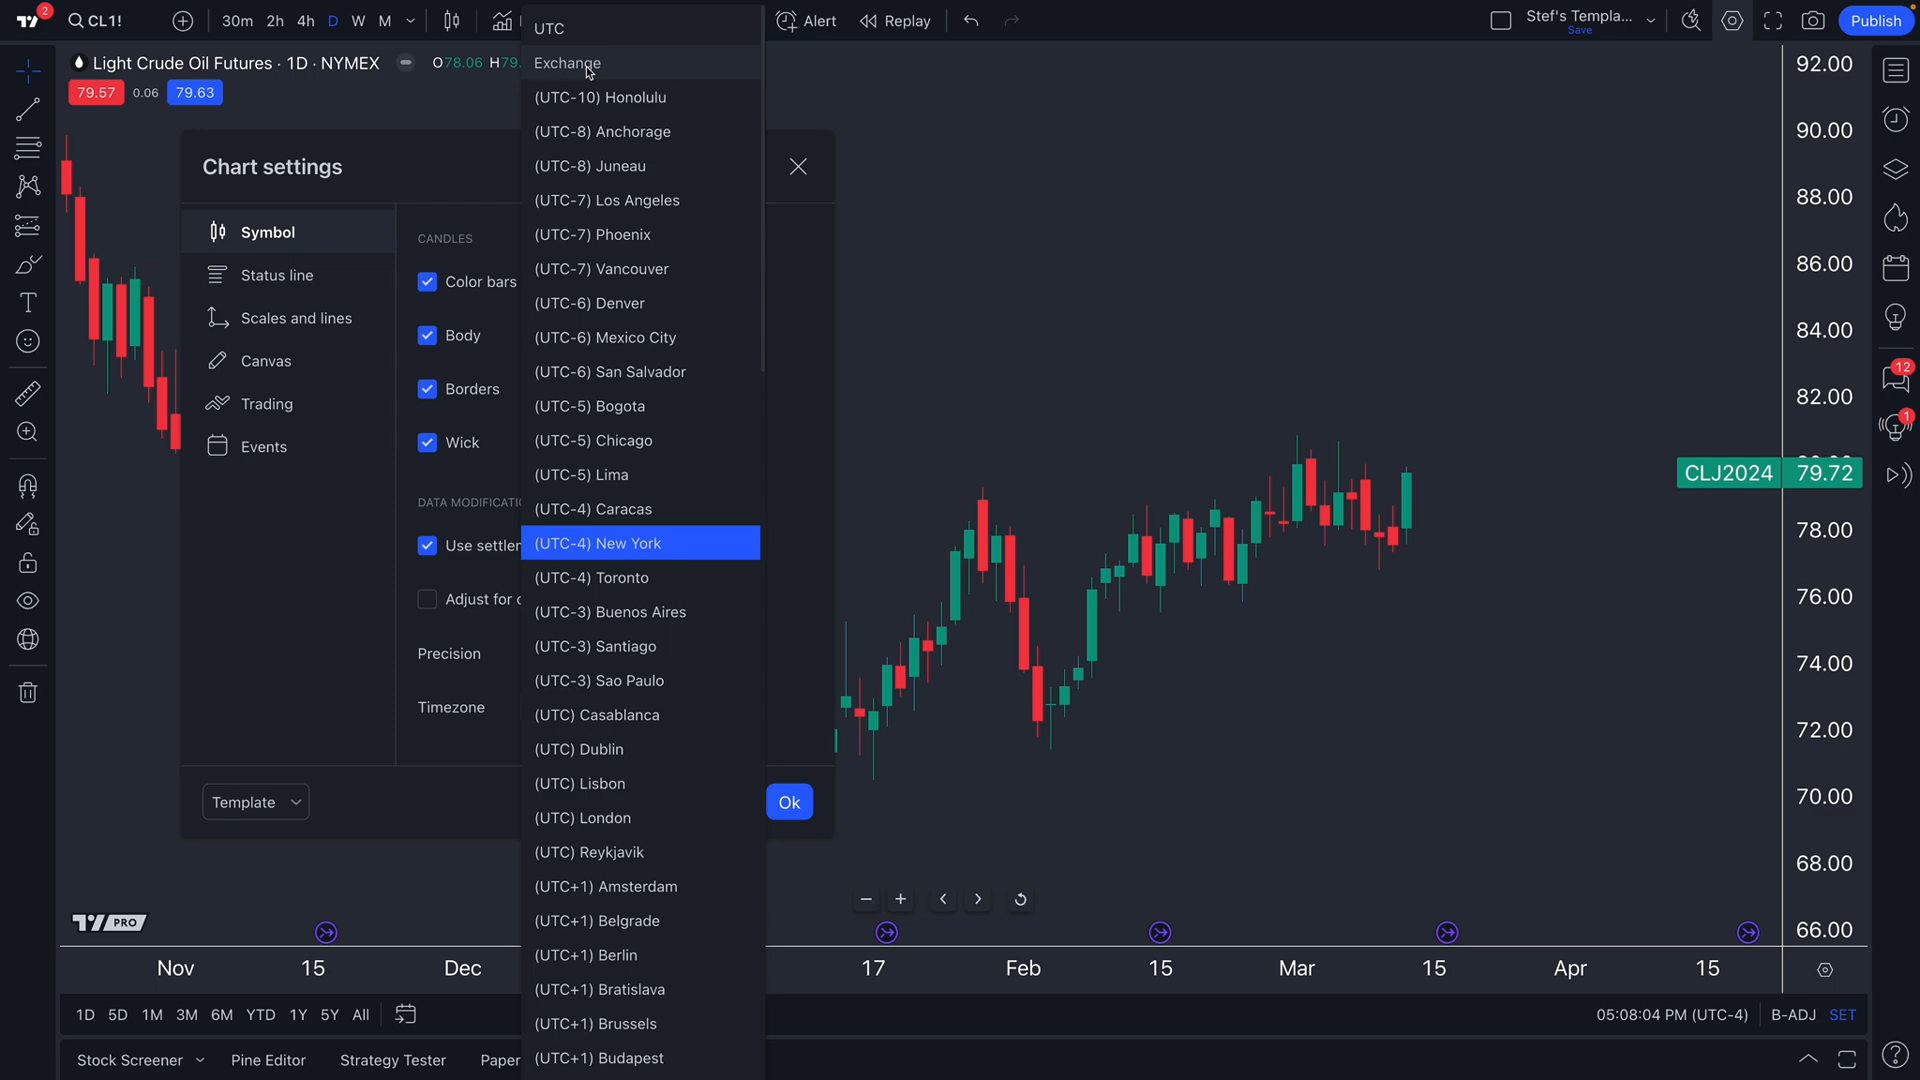 2
CL1!
30m 2h 4h D W M
Alert
Replay
Stef's Templa...
Save
Publish
Light Crude Oil Futures · 1D · NYMEX
O78.06 H79.
79.57 0.06 79.63
UTC
Exchange
(UTC-10) Honolulu
(UTC-8) Anchorage
(UTC-8) Juneau
(UTC-7) Los Angeles
(UTC-7) Phoenix
(UTC-7) Vancouver
(UTC-6) Denver
(UTC-6) Mexico City
(UTC-6) San Salvador
(UTC-5) Bogota
(UTC-5) Chicago
(UTC-5) Lima
(UTC-4) Caracas
(UTC-4) New York
(UTC-4) Toronto
(UTC-3) Buenos Aires
(UTC-3) Santiago
(UTC-3) Sao Paulo
(UTC) Casablanca
(UTC) Dublin
(UTC) Lisbon
(UTC) London
(UTC) Reykjavik
(UTC+1) Amsterdam
(UTC+1) Belgrade
(UTC+1) Berlin
(UTC+1) Bratislava
(UTC+1) Brussels
(UTC+1) Budapest
Chart settings
Symbol
Status line
Scales and lines
Canvas
Trading
Events
CANDLES
Color bars
Body
Borders
Wick
DATA MODIFICATI
Use settlem
Adjust for
Precision
Timezone
Template
Ok
92.00
90.00
88.00
86.00
84.00
82.00
CLJ2024 79.72
78.00
76.00
74.00
72.00
70.00
68.00
66.00
12
1
PRO
Nov 15 Dec 17 Feb 15 Mar 15 Apr 15
1D 5D 1M 3M 6M YTD 1Y 5Y All
05:08:04 PM (UTC-4) B-ADJ SET
Stock Screener Pine Editor Strategy Tester Paper